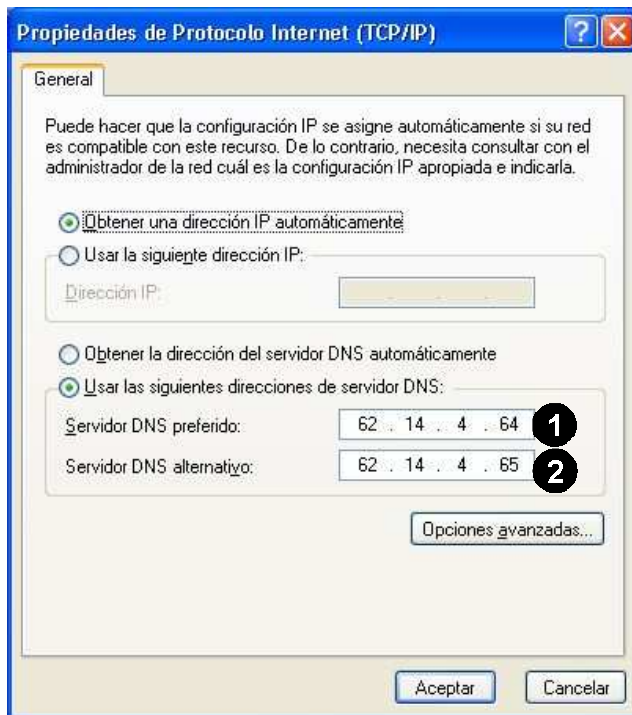 Propiedades de Protocolo Internet (TCP/IP)
General
Puede hacer que la configuración IP se asigne automáticamente si su red
es compatible con este recurso. De lo contrario, necesita consultar con el
administrador de la red cuál es la configuración IP apropiada e indicarla.
Obtener una dirección IP automáticamente
Usar la siguiente dirección IP:
Dirección IP:
Obtener la dirección del servidor DNS automáticamente
Usar las siguientes direcciones de servidor DNS:
Servidor DNS preferido: 62 . 14 . 4 . 64 1
Servidor DNS alternativo: 62 . 14 . 4 . 65 2
Opciones avanzadas...
Aceptar Cancelar